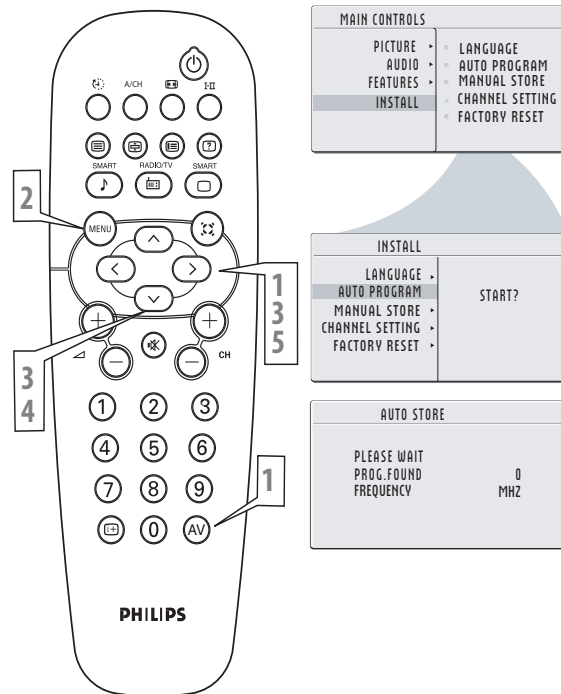 A/CH
I-II
SMART
RADIO/TV
SMART
MENU
2
1
3
5
3
4
CH
1 2 3
4 5 6
7 8 9
i+ 0 AV
1
PHILIPS
MAIN CONTROLS
PICTURE
AUDIO
FEATURES
INSTALL
LANGUAGE
AUTO PROGRAM
MANUAL STORE
CHANNEL SETTING
FACTORY RESET
INSTALL
LANGUAGE
AUTO PROGRAM
MANUAL STORE
CHANNEL SETTING
FACTORY RESET
START?
AUTO STORE
PLEASE WAIT
PROG.FOUND 0
FREQUENCY MHZ